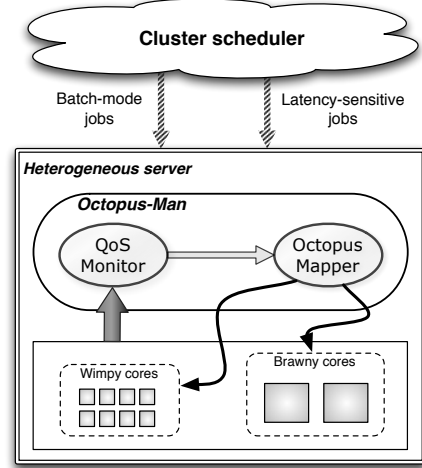 Cluster scheduler
Batch-mode
jobs
Latency-sensitive
jobs
Heterogeneous server
Octopus-Man
QoS
Monitor
Octopus
Mapper
Wimpy cores
Brawny cores